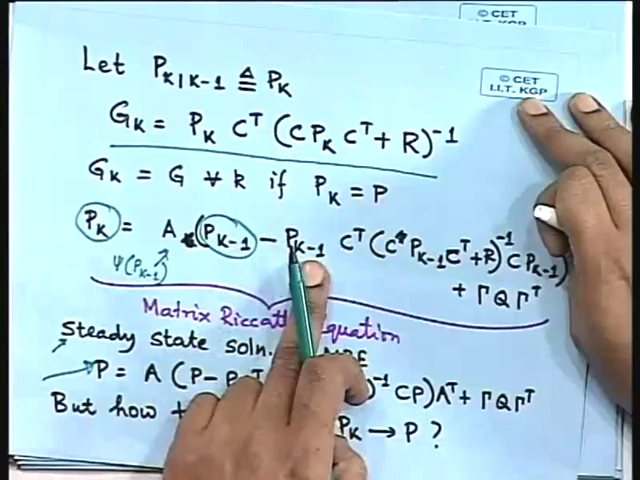 © CET
© CET
I.I.T. KGP
Let P_{K|K-1} ≜ P_K
G_K = P_K C^T (C P_K C^T + R)^{-1}
G_K = G ∀ K if P_K = P
P_K = A (P_{K-1} - P_{K-1} C^T (C P_{K-1} C^T + R)^{-1} C P_{K-1})
ψ(P_{K-1})
+ Γ Q Γ^T
Matrix Riccati Equation
Steady state soln.
P = A (P - P ^{-1} CP) A^T + Γ Q Γ^T
But how P_K → P ?